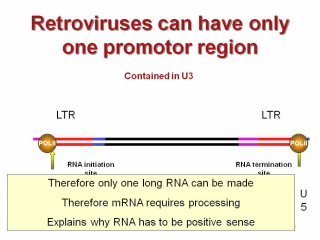 Retroviruses can have only
one promotor region
Contained in U3
LTR LTR
POLII POLII
RNA initiation
site
RNA termination
site
Therefore only one long RNA can be made
Therefore mRNA requires processing
Explains why RNA has to be positive sense
U
5